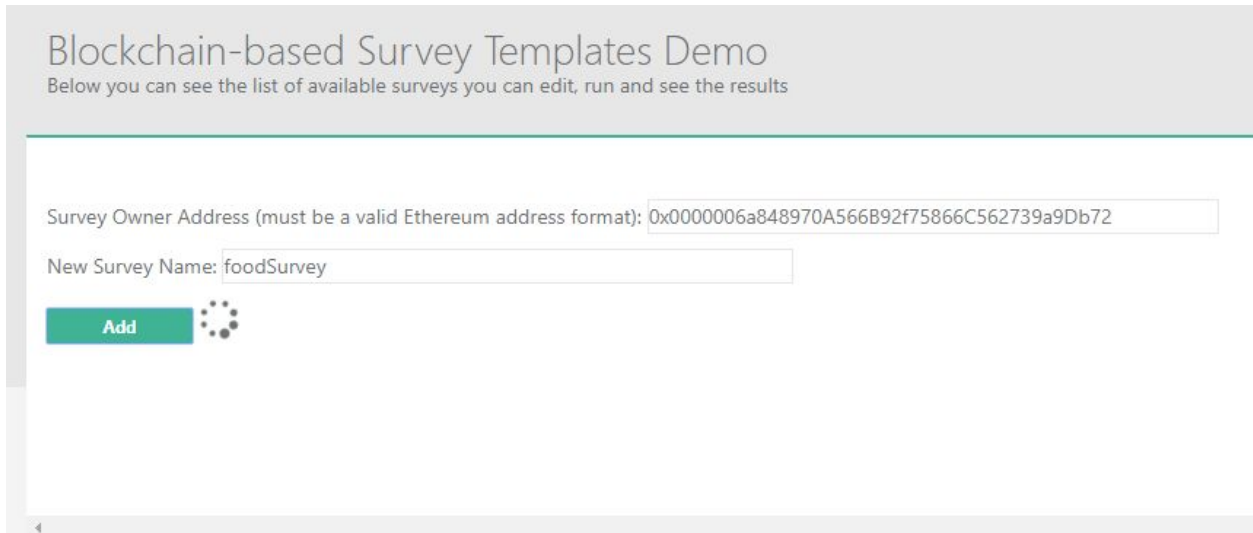 Blockchain-based Survey Templates Demo
Below you can see the list of available surveys you can edit, run and see the results
Survey Owner Address (must be a valid Ethereum address format): 0x0000006a848970A566B92f75866C562739a9Db72
New Survey Name: foodSurvey
Add